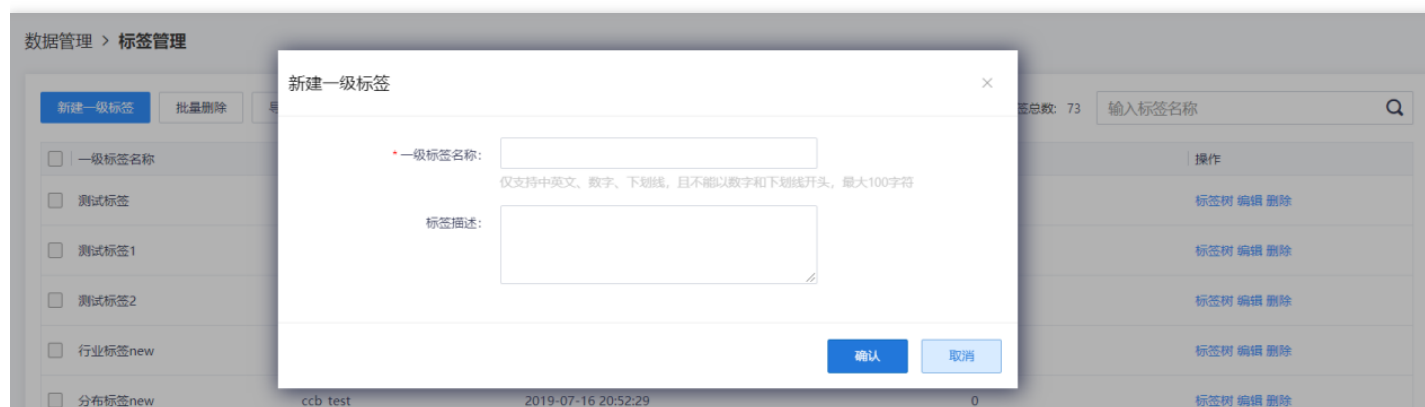 数据管理 > 标签管理
新建一级标签
×
新建一级标签 批量删除
签总数: 73 输入标签名称
* 一级标签名称:
仅支持中英文、数字、下划线，且不能以数字和下划线开头，最大100字符
标签描述:
一级标签名称 操作
测试标签 标签树 编辑 删除
测试标签1 标签树 编辑 删除
测试标签2 标签树 编辑 删除
行业标签new 标签树 编辑 删除
确认 取消
分布标签new ccb_test 2019-07-16 20:52:29 0 标签树 编辑 删除